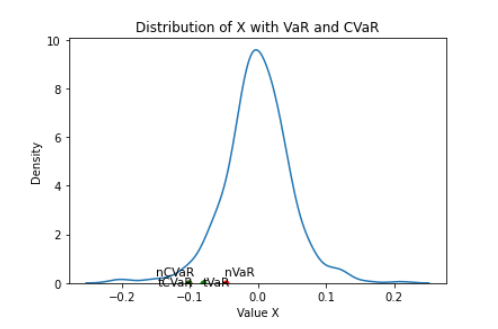 Distribution of X with VaR and CVaR
10
8
6
4
2
0
Density
nCVaR nVaR
tCVaR tVaR
−0.2 −0.1 0.0 0.1 0.2
Value X